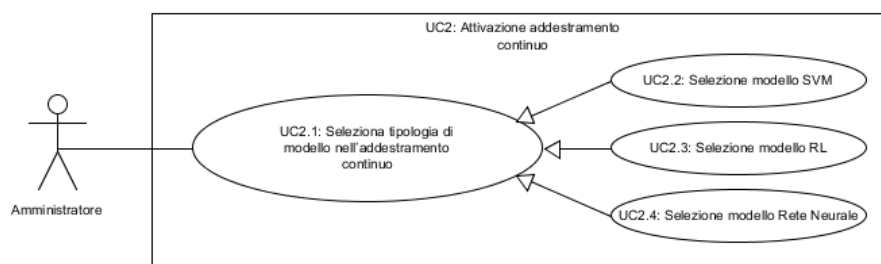 UC2: Attivazione addestramento
continuo
UC2.2: Selezione modello SVM
UC2.1: Seleziona tipologia di
modello nell'addestramento
continuo
UC2.3: Selezione modello RL
UC2.4: Selezione modello Rete Neurale
Amministratore